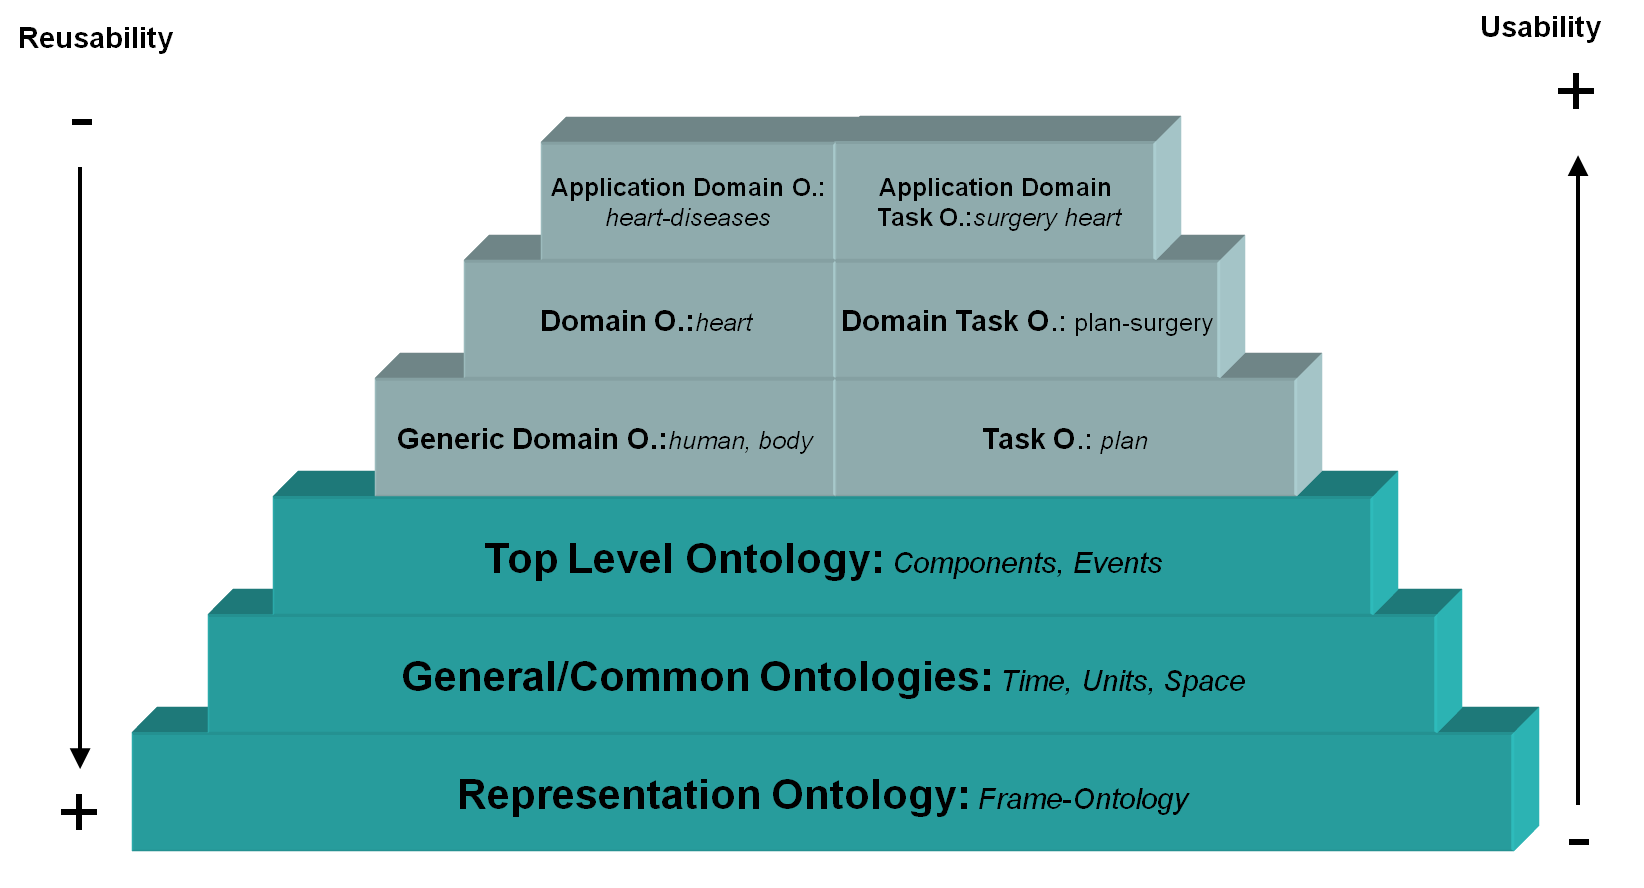 Reusability
Usability
-
+
Application Domain O.:
heart-diseases
Application Domain
Task O.:surgery heart
Domain O.:heart
Domain Task O.: plan-surgery
Generic Domain O.:human, body
Task O.: plan
Top Level Ontology: Components, Events
General/Common Ontologies: Time, Units, Space
Representation Ontology: Frame-Ontology
+
-